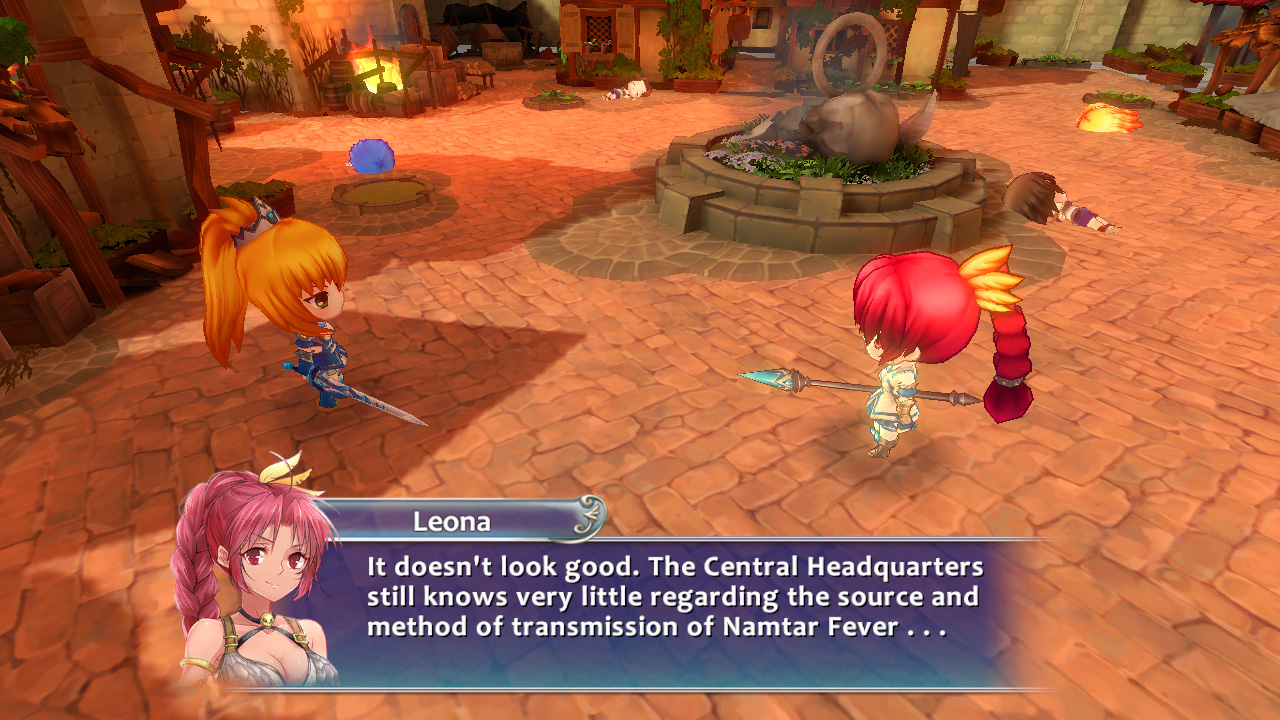 Leona
It doesn't look good. The Central Headquarters
still knows very little regarding the source and
method of transmission of Namtar Fever . . .